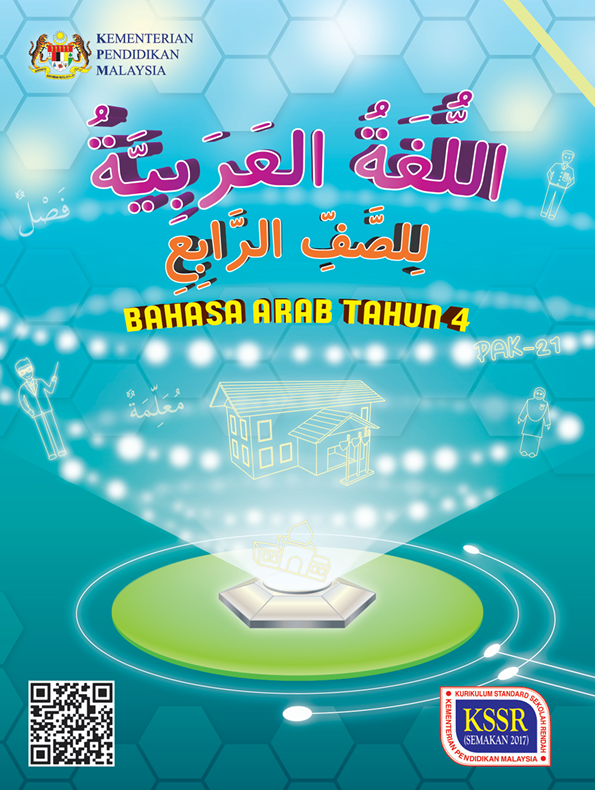 KEMENTERIAN
PENDIDIKAN
MALAYSIA
اللُّغَةُ العَرَبِيَّةُ
لِلصَّفِّ الرَّابِعِ
BAHASA ARAB TAHUN 4
فَصْلٌ
PAK-21
مُعَلِّمَةٌ
KURIKULUM STANDARD SEKOLAH RENDAH
KSSR
(SEMAKAN 2017)
KEMENTERIAN PENDIDIKAN MALAYSIA